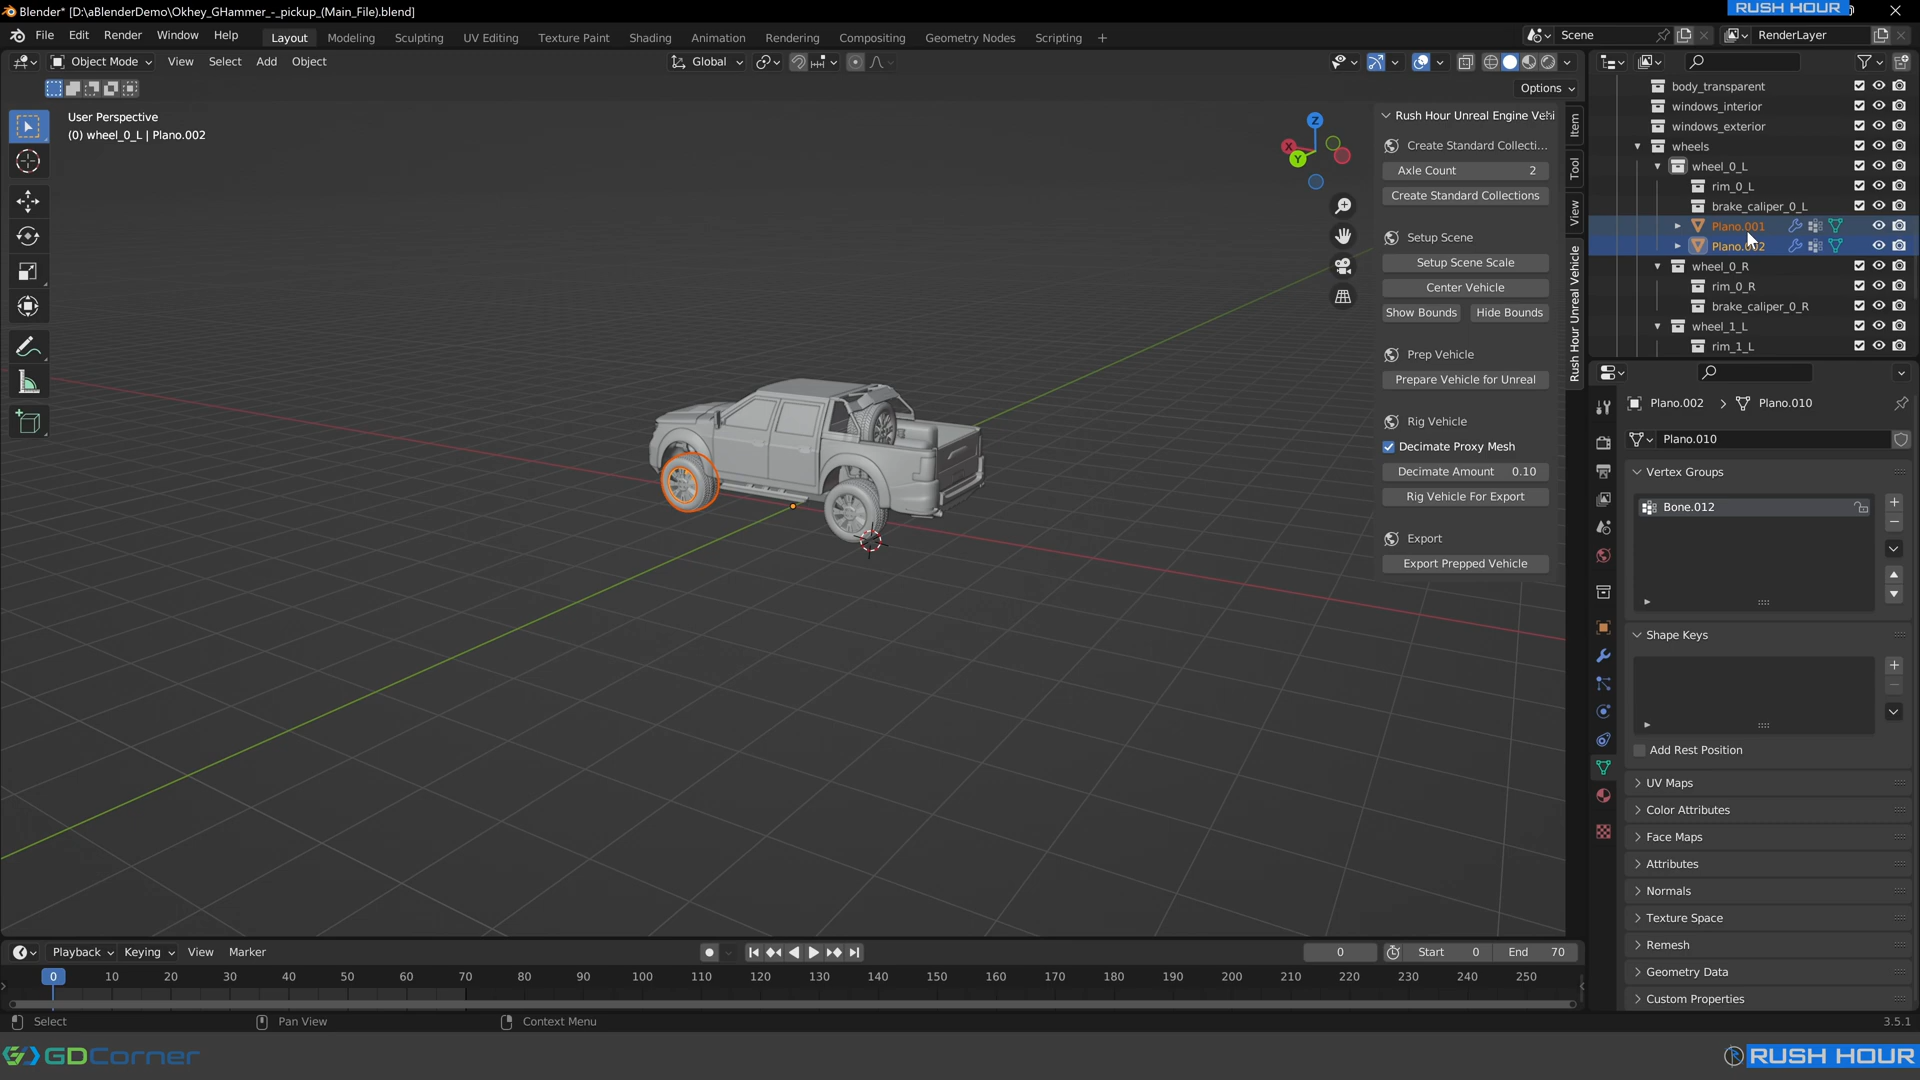 Blender* [D:\aBlenderDemo\Okhey_GHammer_-_pickup_(Main_File).blend]
RUSH HOUR
File Edit Render Window Help
Layout Modeling Sculpting UV Editing Texture Paint Shading Animation Rendering Compositing Geometry Nodes Scripting +
Scene
RenderLayer
Object Mode View Select Add Object
Global
Options
User Perspective
(0) wheel_0_L | Plano.002
Z
X
Y
Rush Hour Unreal Engine Vehi
Create Standard Collecti...
Axle Count 2
Create Standard Collections
Setup Scene
Setup Scene Scale
Center Vehicle
Show Bounds Hide Bounds
Prep Vehicle
Prepare Vehicle for Unreal
Rig Vehicle
Decimate Proxy Mesh
Decimate Amount 0.10
Rig Vehicle For Export
Export
Export Prepped Vehicle
Item
Tool
View
Rush Hour Unreal Vehicle
body_transparent
windows_interior
windows_exterior
wheels
wheel_0_L
rim_0_L
brake_caliper_0_L
Plano.001
Plano.002
wheel_0_R
rim_0_R
brake_caliper_0_R
wheel_1_L
rim_1_L
Plano.002 > Plano.010
Plano.010
Vertex Groups
Bone.012
Shape Keys
Add Rest Position
UV Maps
Color Attributes
Face Maps
Attributes
Normals
Texture Space
Remesh
Geometry Data
Custom Properties
Playback Keying View Marker
0
Start 0 End 70
0 10 20 30 40 50 60 70 80 90 100 110 120 130 140 150 160 170 180 190 200 210 220 230 240 250
Select
Pan View
Context Menu
3.5.1
GDCorner
RUSH HOUR